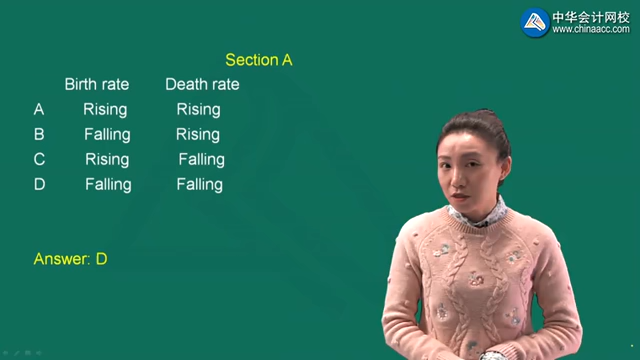 中华会计网校
www.chinaacc.com
Section A
Birth rate Death rate
A Rising Rising
B Falling Rising
C Rising Falling
D Falling Falling
Answer: D